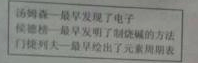 汤姆森—最早发现了电子
侯德榜—最早发明了制烧碱的方法
门捷列夫—最早绘出了元素周期表